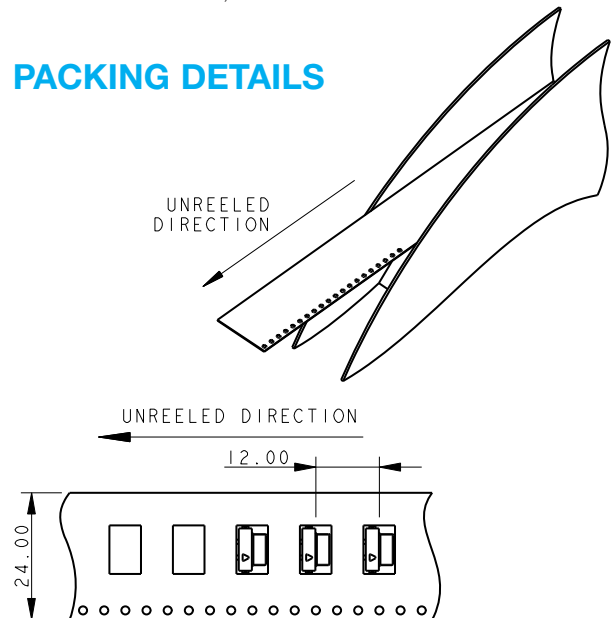 PACKING DETAILS
UNREELED
DIRECTION
UNREELED DIRECTION
12.00
24.00